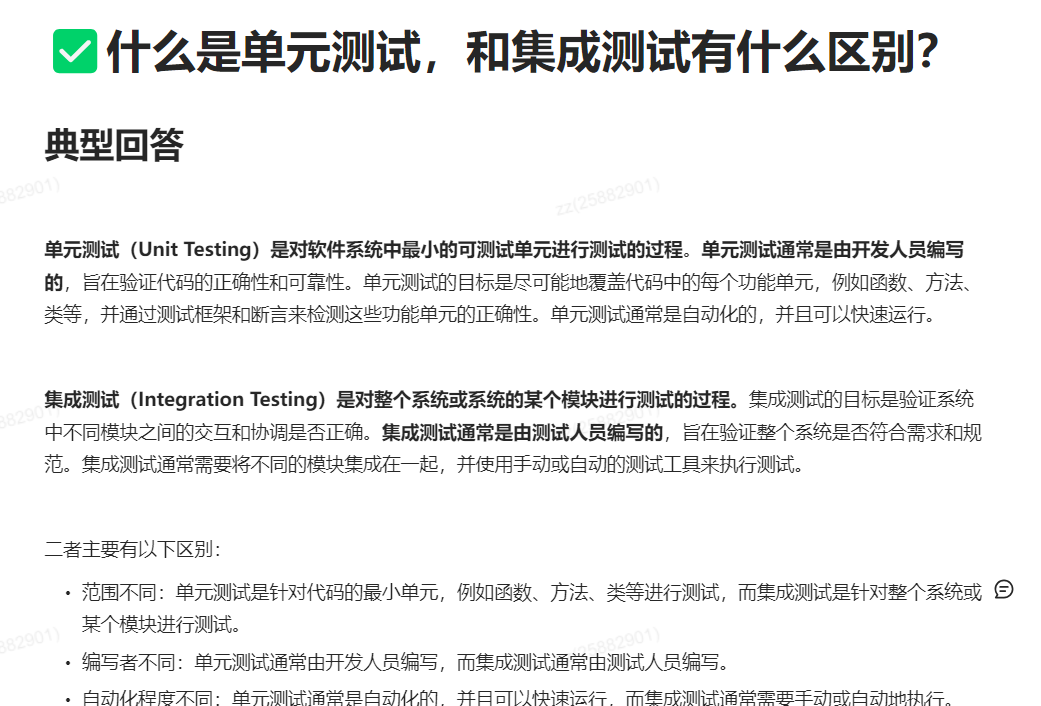 什么是单元测试，和集成测试有什么区别？
典型回答
882901)
zz(25882901)
单元测试（Unit Testing）是对软件系统中最小的可测试单元进行测试的过程。单元测试通常是由开发人员编写
的，旨在验证代码的正确性和可靠性。单元测试的目标是尽可能地覆盖代码中的每个功能单元，例如函数、方法、
类等，并通过测试框架和断言来检测这些功能单元的正确性。单元测试通常是自动化的，并且可以快速运行。
集成测试（Integration Testing）是对整个系统或系统的某个模块进行测试的过程。集成测试的目标是验证系统
882901)
25882901)
中不同模块之间的交互和协调是否正确。集成测试通常是由测试人员编写的，旨在验证整个系统是否符合需求和规
范。集成测试通常需要将不同的模块集成在一起，并使用手动或自动的测试工具来执行测试。
二者主要有以下区别：
• 范围不同：单元测试是针对代码的最小单元，例如函数、方法、类等进行测试，而集成测试是针对整个系统或
某个模块进行测试。
882901)
25882901)
• 编写者不同：单元测试通常由开发人员编写，而集成测试通常由测试人员编写。
• 自动化程度不同：单元测试通常是自动化的，并且可以快速运行，而集成测试通常需要手动或自动地执行。